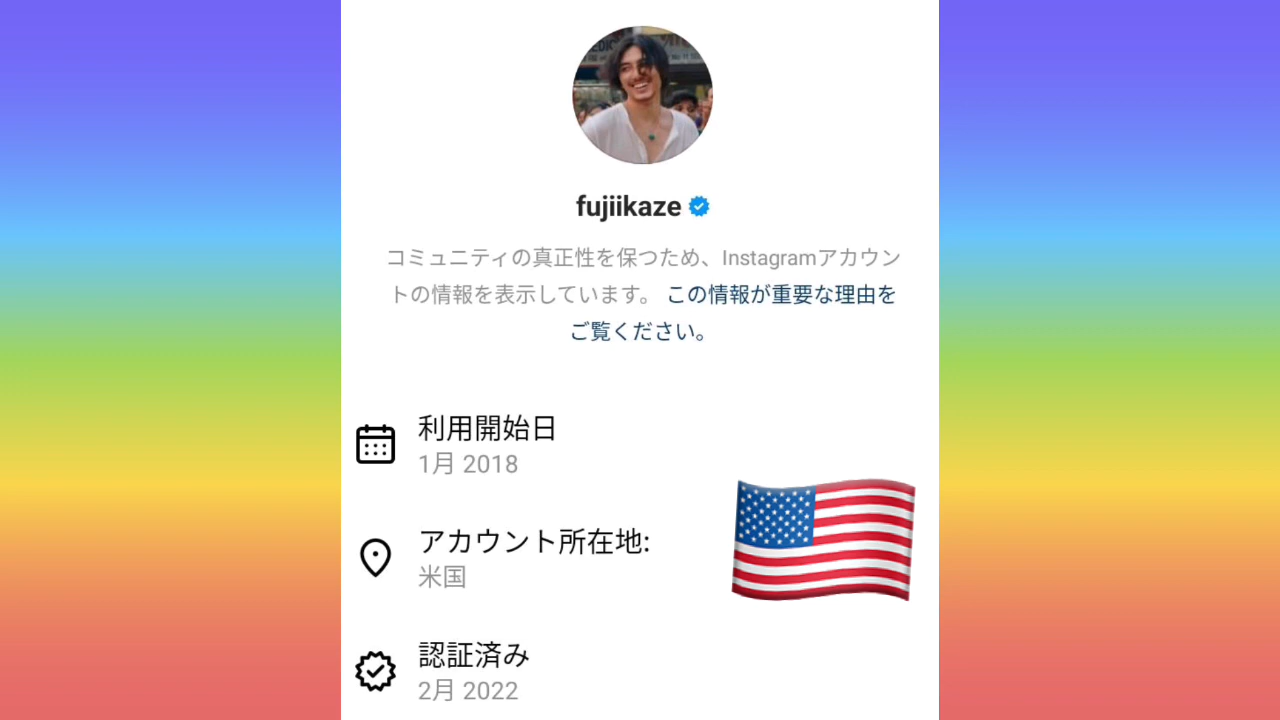 fujiikaze
コミュニティの真正性を保つため、Instagramアカウン
トの情報を表示しています。 この情報が重要な理由を
ご覧ください。
利用開始日
1月 2018
アカウント所在地:
米国
認証済み
2月 2022